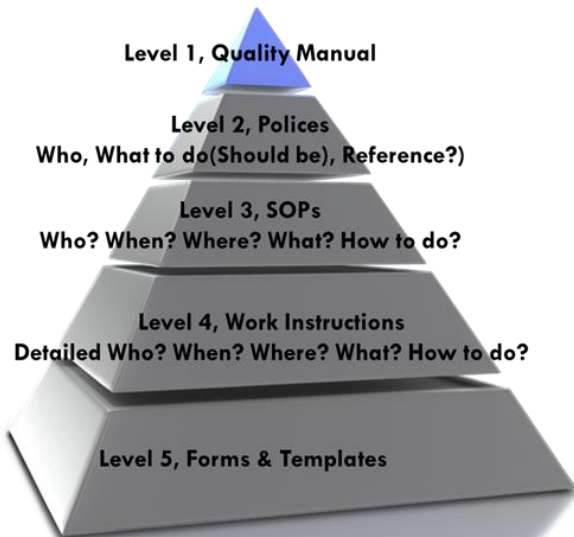 Level 1, Quality Manual
Level 2, Polices
Who, What to do(Should be), Reference?)
Level 3, SOPs
Who? When? Where? What? How to do?
Level 4, Work Instructions
Detailed Who? When? Where? What? How to do?
Level 5, Forms & Templates